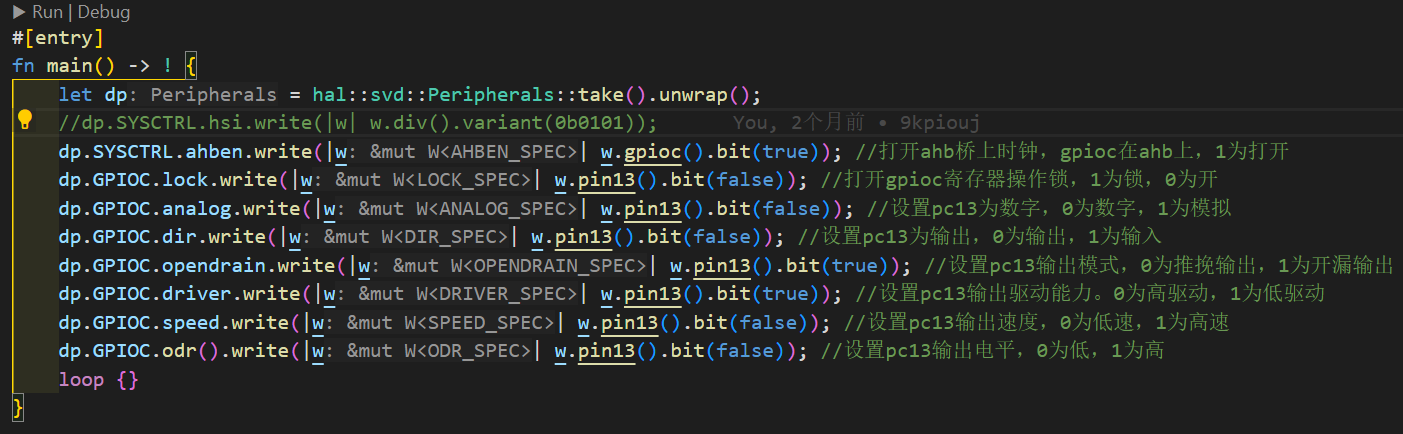 ▶ Run | Debug
#[entry]
fn main() -> ! {
let dp: Peripherals = hal::svd::Peripherals::take().unwrap();
//dp.SYSCTRL.hsi.write(|w| w.div().variant(0b0101)); You, 2个月前 • 9kpiouj
dp.SYSCTRL.ahben.write(|w: &mut W<AHBEN_SPEC>| w.gpioc().bit(true)); //打开ahb桥上时钟，gpioc在ahb上，1为打开
dp.GPIOC.lock.write(|w: &mut W<LOCK_SPEC>| w.pin13().bit(false)); //打开gpioc寄存器操作锁，1为锁，0为开
dp.GPIOC.analog.write(|w: &mut W<ANALOG_SPEC>| w.pin13().bit(false)); //设置pc13为数字，0为数字，1为模拟
dp.GPIOC.dir.write(|w: &mut W<DIR_SPEC>| w.pin13().bit(false)); //设置pc13为输出，0为输出，1为输入
dp.GPIOC.opendrain.write(|w: &mut W<OPENDRAIN_SPEC>| w.pin13().bit(true)); //设置pc13输出模式，0为推挽输出，1为开漏输出
dp.GPIOC.driver.write(|w: &mut W<DRIVER_SPEC>| w.pin13().bit(true)); //设置pc13输出驱动能力。0为高驱动，1为低驱动
dp.GPIOC.speed.write(|w: &mut W<SPEED_SPEC>| w.pin13().bit(false)); //设置pc13输出速度，0为低速，1为高速
dp.GPIOC.odr().write(|w: &mut W<ODR_SPEC>| w.pin13().bit(false)); //设置pc13输出电平，0为低，1为高
loop {}
}